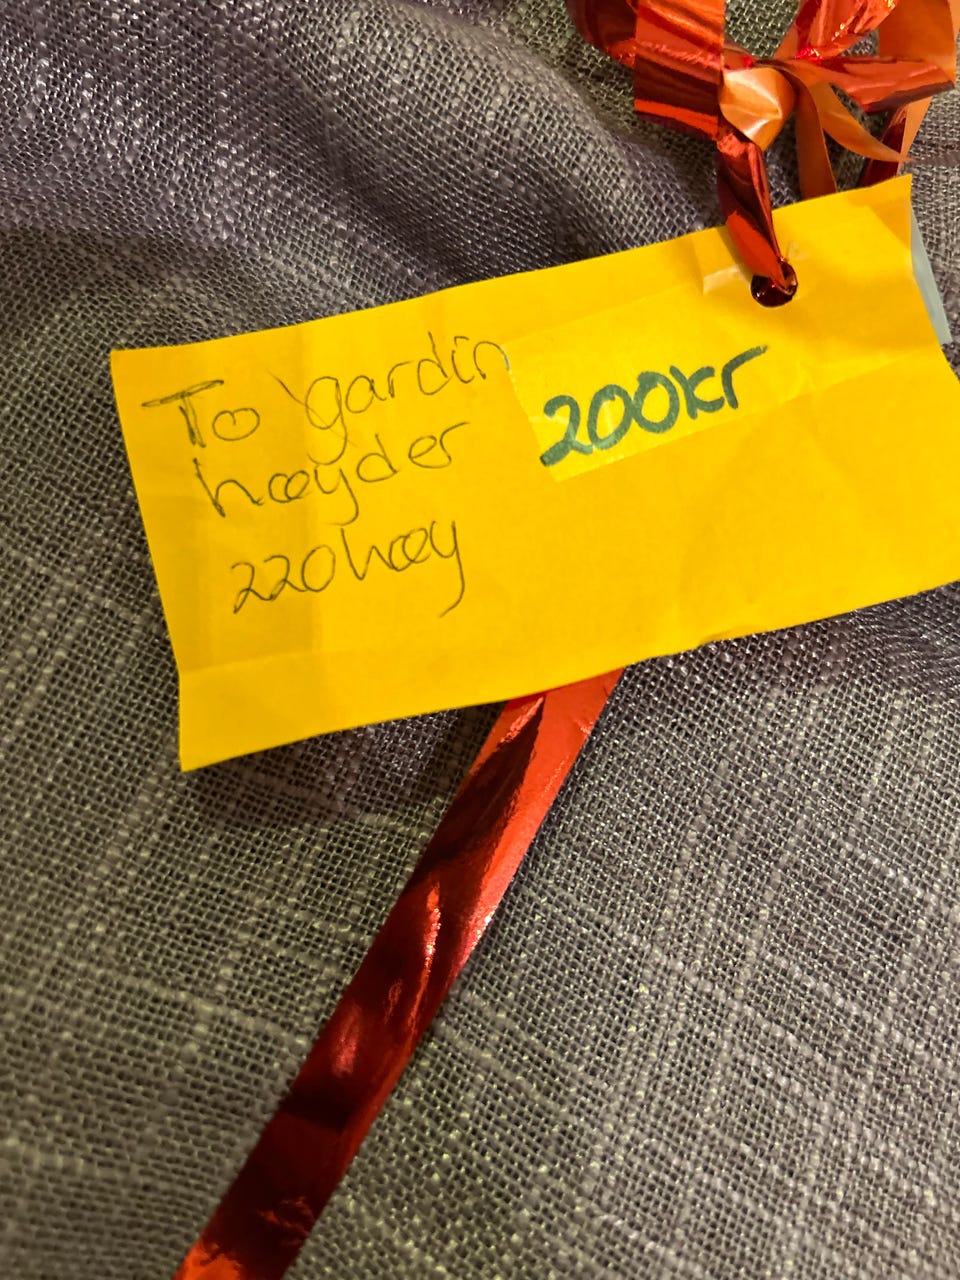 To gardin
høyder
220høy
200kr